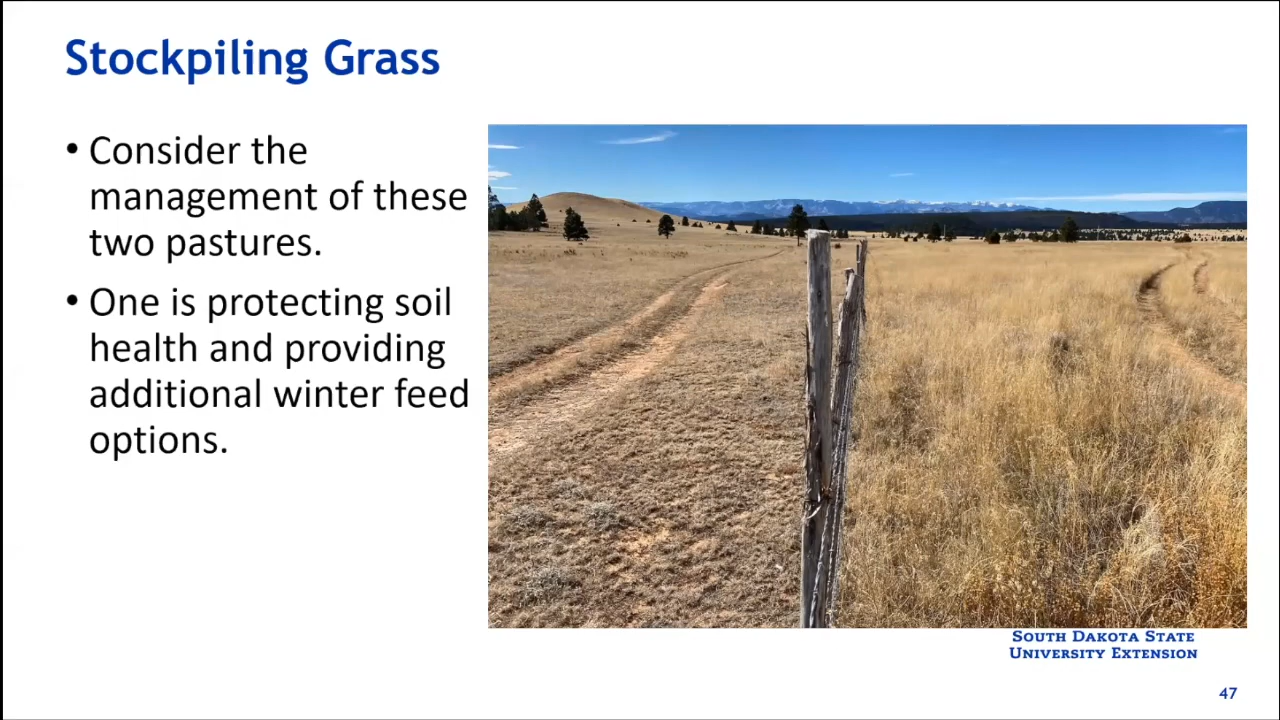 Stockpiling Grass
• Consider the
management of these
two pastures.
• One is protecting soil
health and providing
additional winter feed
options.
South Dakota State
University Extension
47